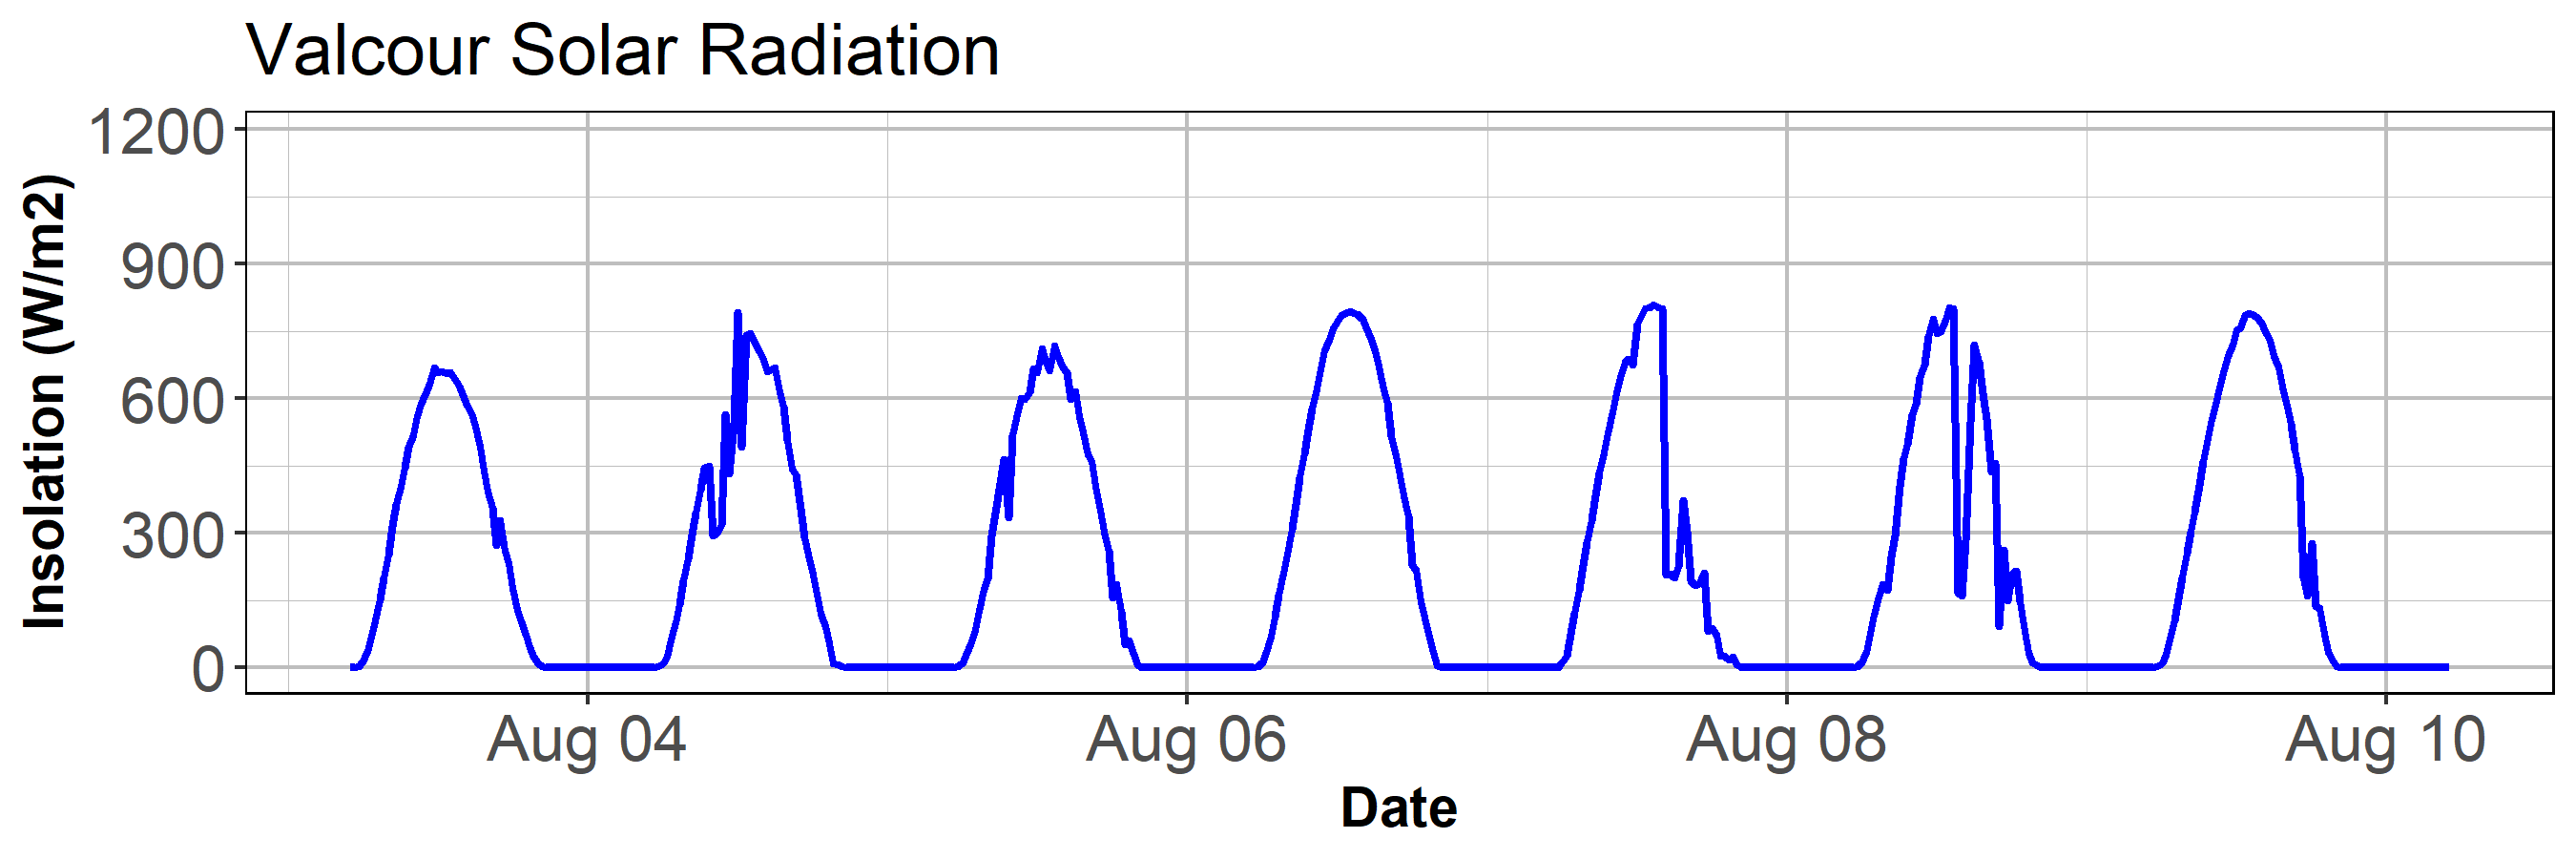 Valcour Solar Radiation
1200
900
600
300
0
Insolation (W/m2)
Aug 04 Aug 06 Aug 08 Aug 10
Date